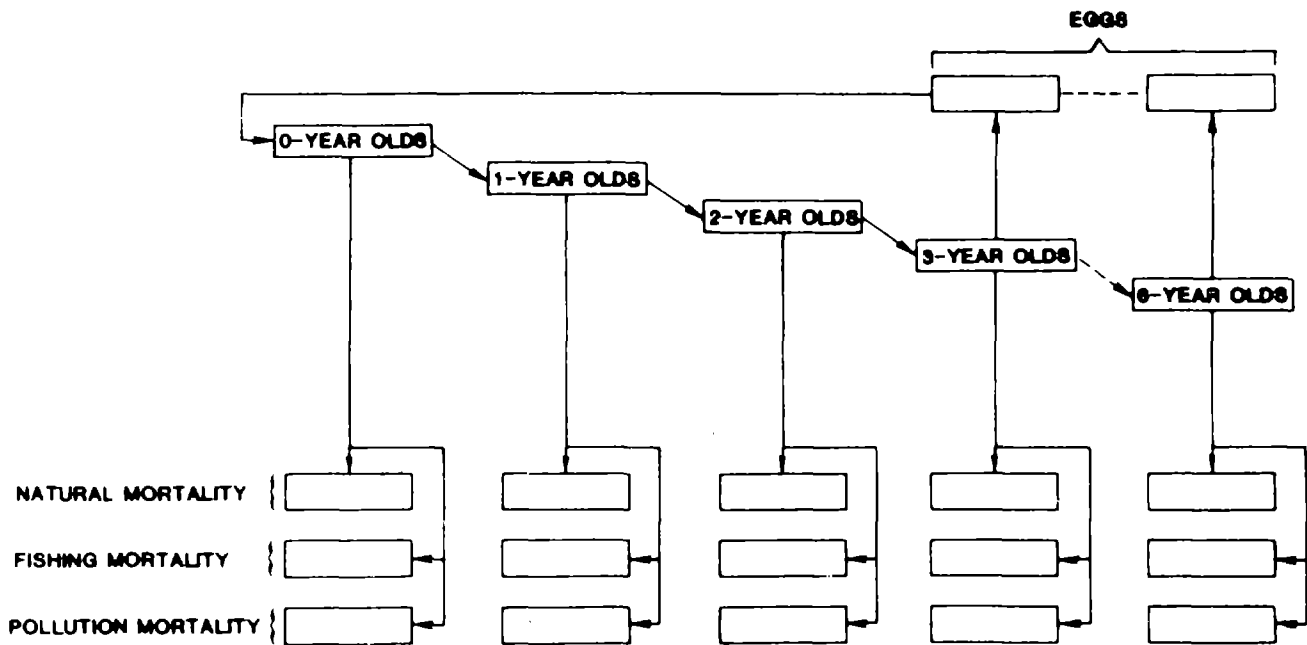 EGGS
0-YEAR OLDS
1-YEAR OLDS
2-YEAR OLDS
3-YEAR OLDS
6-YEAR OLDS
NATURAL MORTALITY
FISHING MORTALITY
POLLUTION MORTALITY